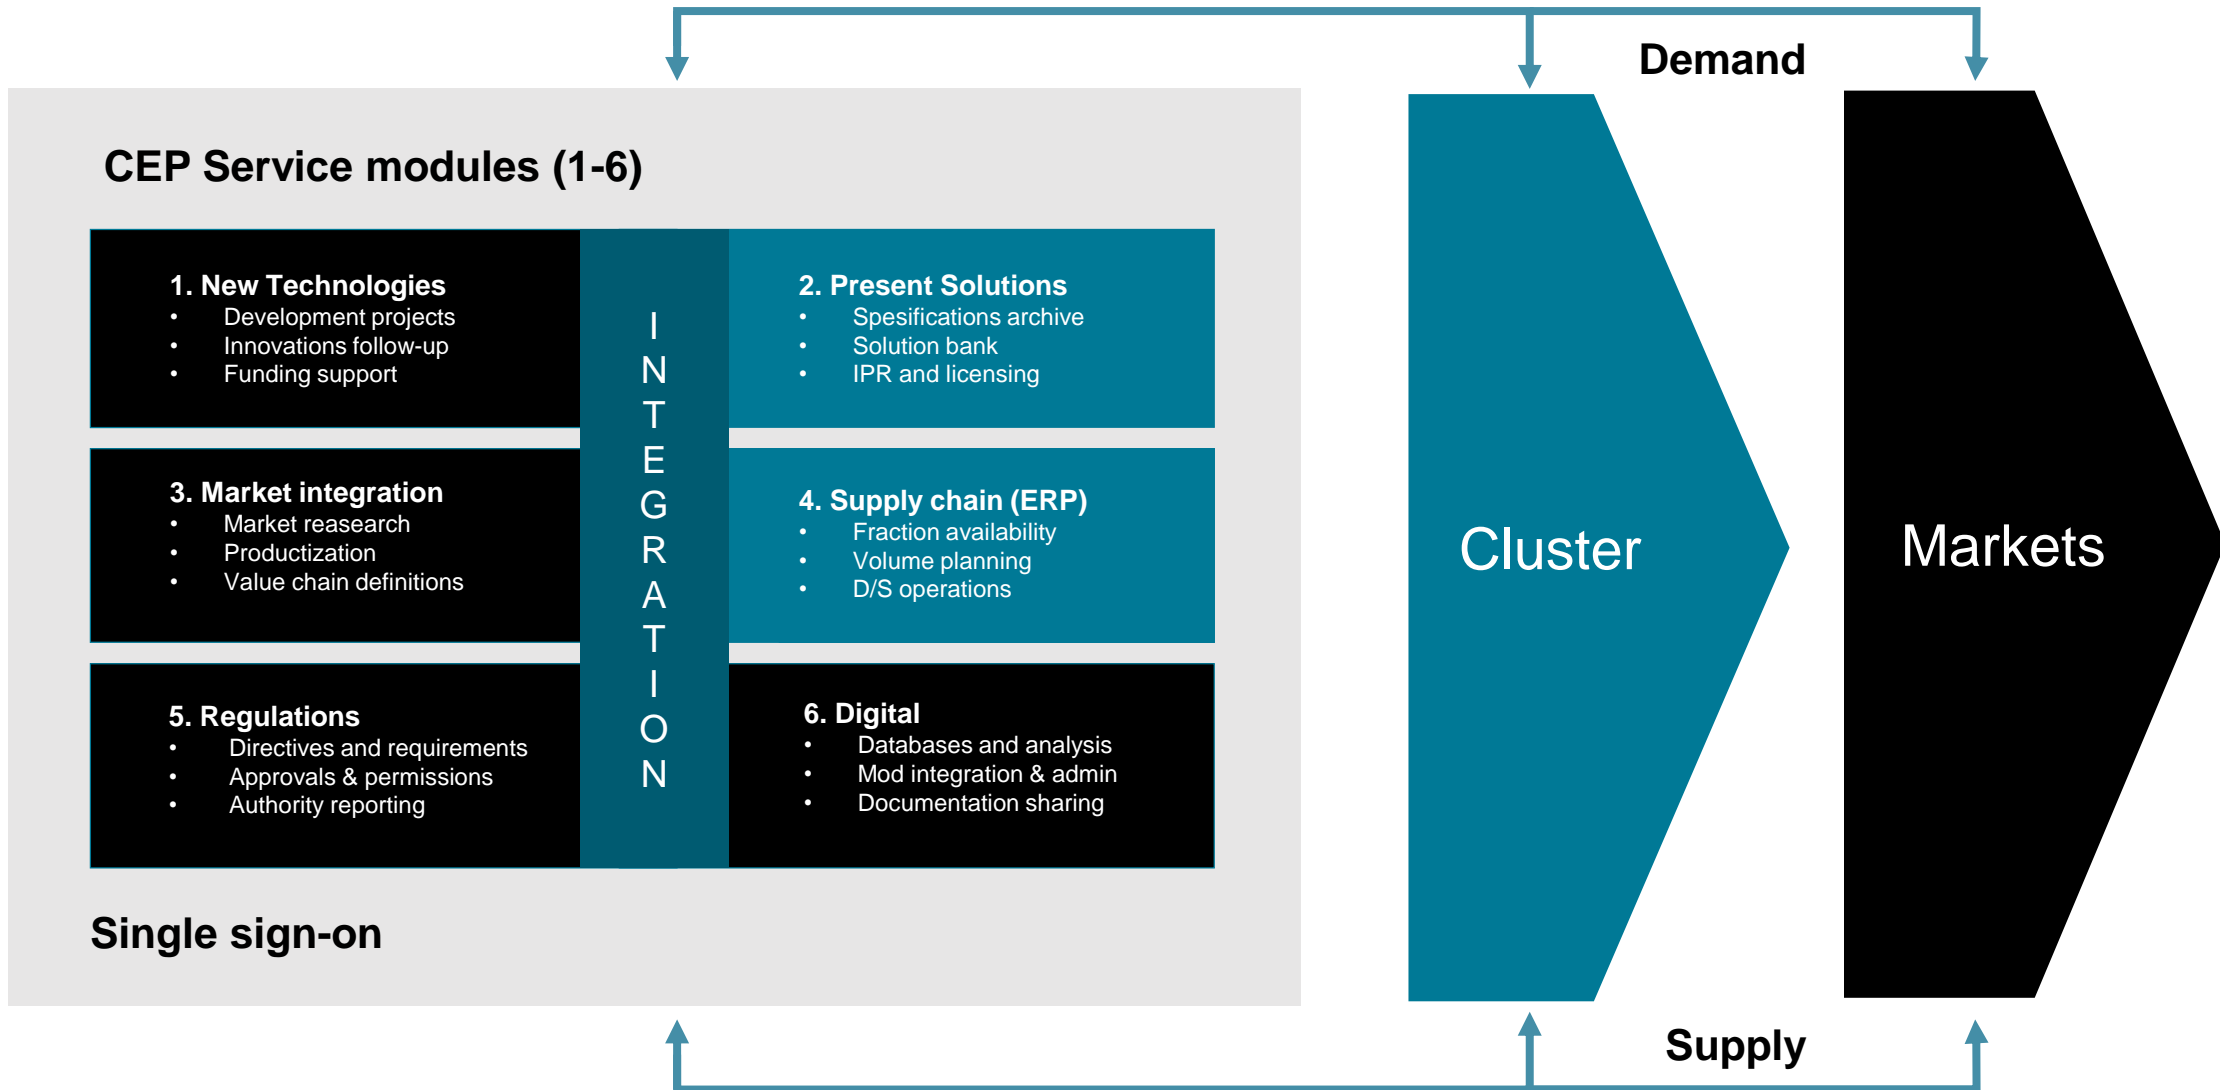 Demand
CEP Service modules (1-6)
1. New Technologies
• Development projects
• Innovations follow-up
• Funding support
2. Present Solutions
• Spesifications archive
• Solution bank
• IPR and licensing
3. Market integration
• Market reasearch
• Productization
• Value chain definitions
4. Supply chain (ERP)
• Fraction availability
• Volume planning
• D/S operations
5. Regulations
• Directives and requirements
• Approvals & permissions
• Authority reporting
6. Digital
• Databases and analysis
• Mod integration & admin
• Documentation sharing
INTEGRATION
Single sign-on
Cluster
Markets
Supply